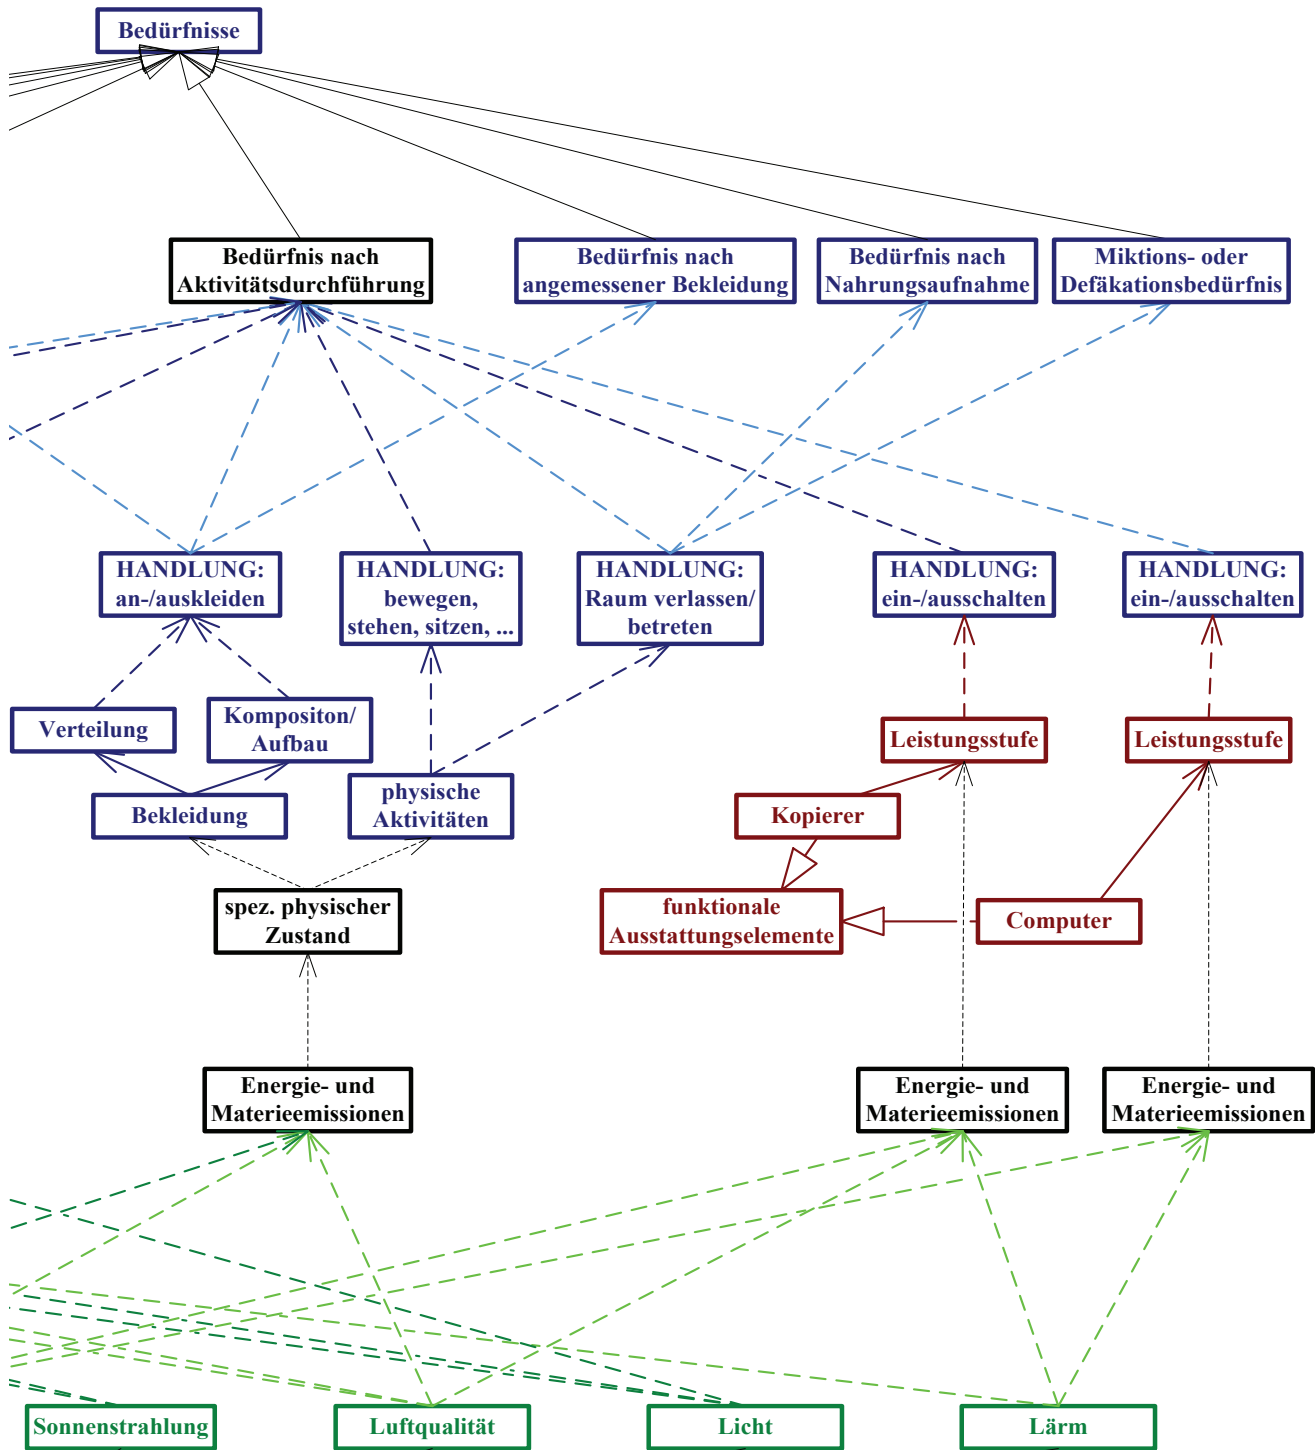 Bedürfnisse
Bedürfnis nach
Aktivitätsdurchführung
Bedürfnis nach
angemessener Bekleidung
Bedürfnis nach
Nahrungsaufnahme
Miktions- oder
Defäkationsbedürfnis
HANDLUNG:
an-/auskleiden
HANDLUNG:
bewegen,
stehen, sitzen, ...
HANDLUNG:
Raum verlassen/
betreten
HANDLUNG:
ein-/ausschalten
HANDLUNG:
ein-/ausschalten
Verteilung
Kompositon/
Aufbau
Leistungsstufe
Leistungsstufe
Bekleidung
physische
Aktivitäten
Kopierer
spez. physischer
Zustand
funktionale
Ausstattungselemente
Computer
Energie- und
Materieemissionen
Energie- und
Materieemissionen
Energie- und
Materieemissionen
Sonnenstrahlung
Luftqualität
Licht
Lärm